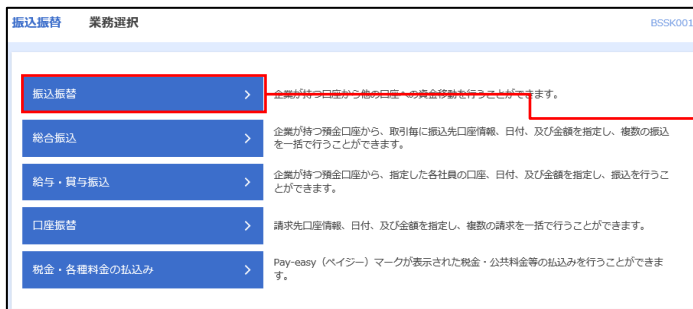 振込振替 業務選択 BSSK001
振込振替 企業が持つ口座から他の口座への資金移動を行うことができます。
総合振込 企業が持つ預金口座から、取引毎に振込先口座情報、日付、及び金額を指定し、複数の振込
を一括で行うことができます。
給与・賞与振込 企業が持つ預金口座から、指定した各社員の口座、日付、及び金額を指定し、振込を行うこ
とができます。
口座振替 請求先口座情報、日付、及び金額を指定し、複数の請求を一括で行うことができます。
税金・各種料金の払込み Pay-easy（ペイジー）マークが表示された税金・公共料金等の払込みを行うことができま
す。